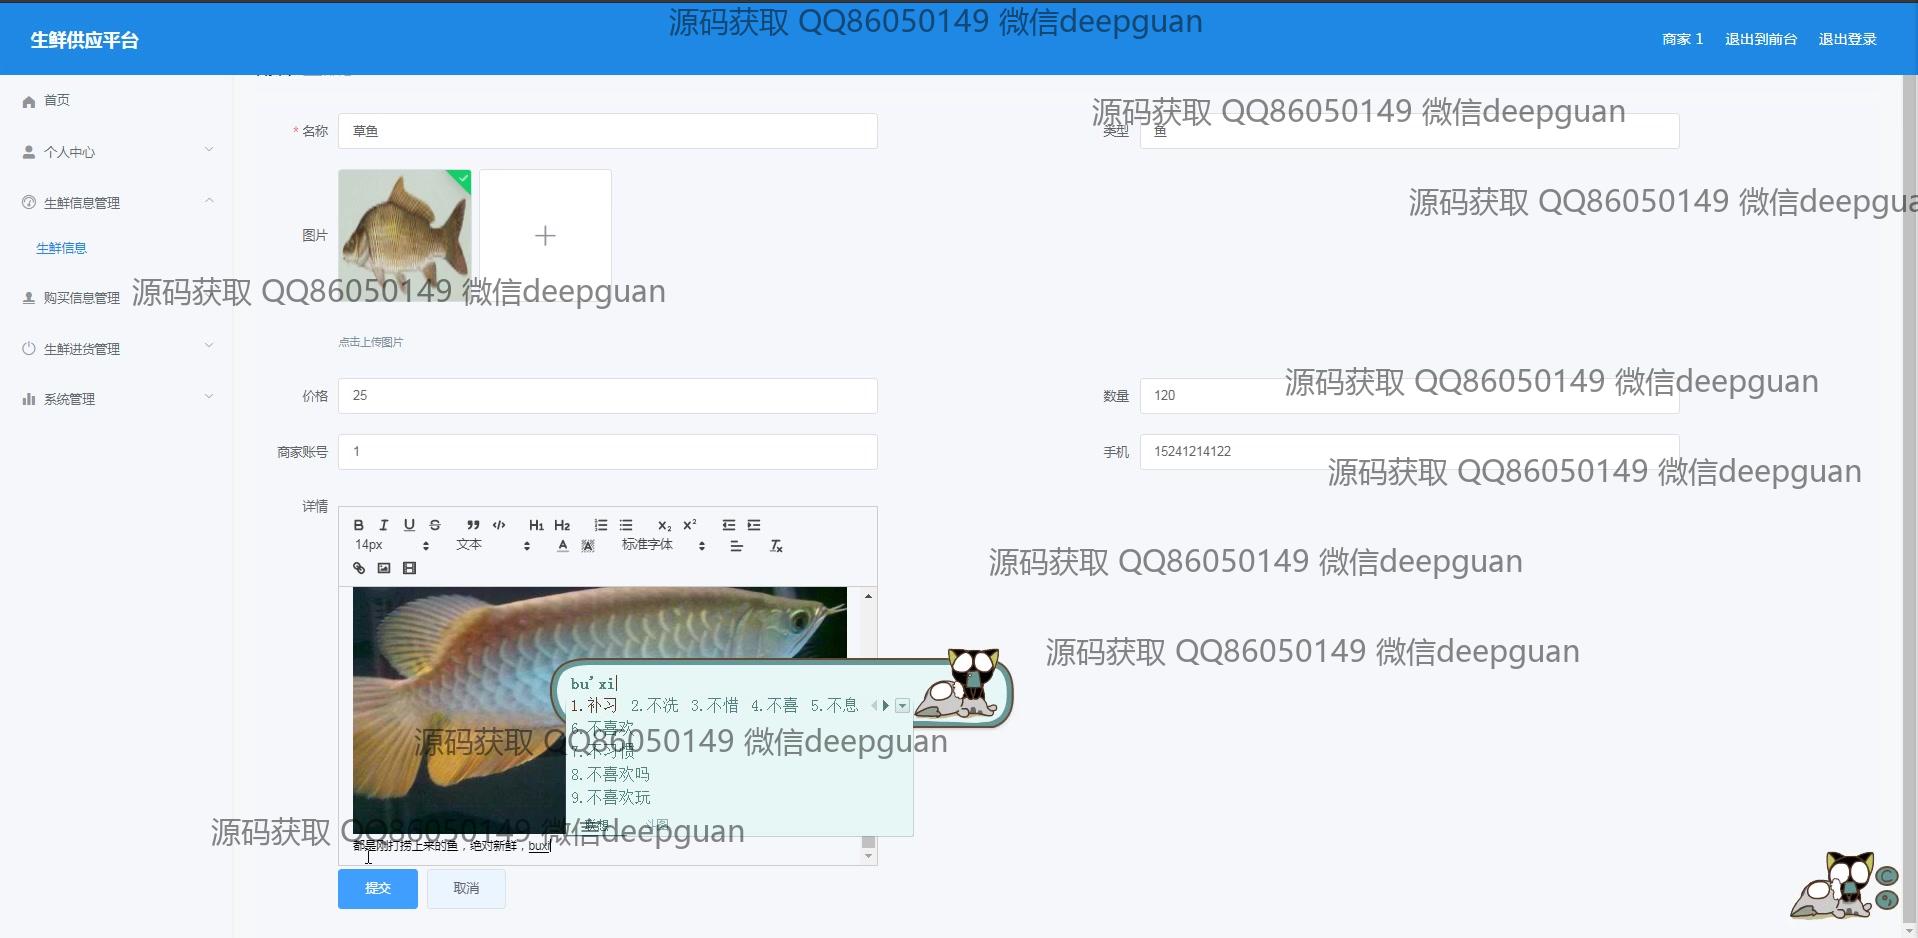 源码获取 QQ86050149 微信deepguan
生鲜供应平台
商家 1 退出到前台 退出登录
首页
源码获取 QQ86050149 微信deepguan
* 名称 草鱼
类型 鱼
个人中心
生鲜信息管理
源码获取 QQ86050149 微信deepgua
图片
生鲜信息
购买信息管理
源码获取 QQ86050149 微信deepguan
点击上传图片
生鲜进货管理
源码获取 QQ86050149 微信deepguan
价格 25
数量 120
系统管理
商家账号 1
手机 15241214122
源码获取 QQ86050149 微信deepguan
详情
B I U S H1 H2 X2 X2
14px 文本 A A 标准字体 Tx
源码获取 QQ86050149 微信deepguan
源码获取 QQ86050149 微信deepguan
bu'xi
1.补习 2.不洗 3.不惜 4.不喜 5.不息
6.不喜欢
源码获取 QQ86050149 微信deepguan
7.不习惯
8.不喜欢吗
9.不喜欢玩
联想 斗图
源码获取 QQ86050149 微信deepguan
都是刚打捞上来的鱼，绝对新鲜，buxi
提交 取消